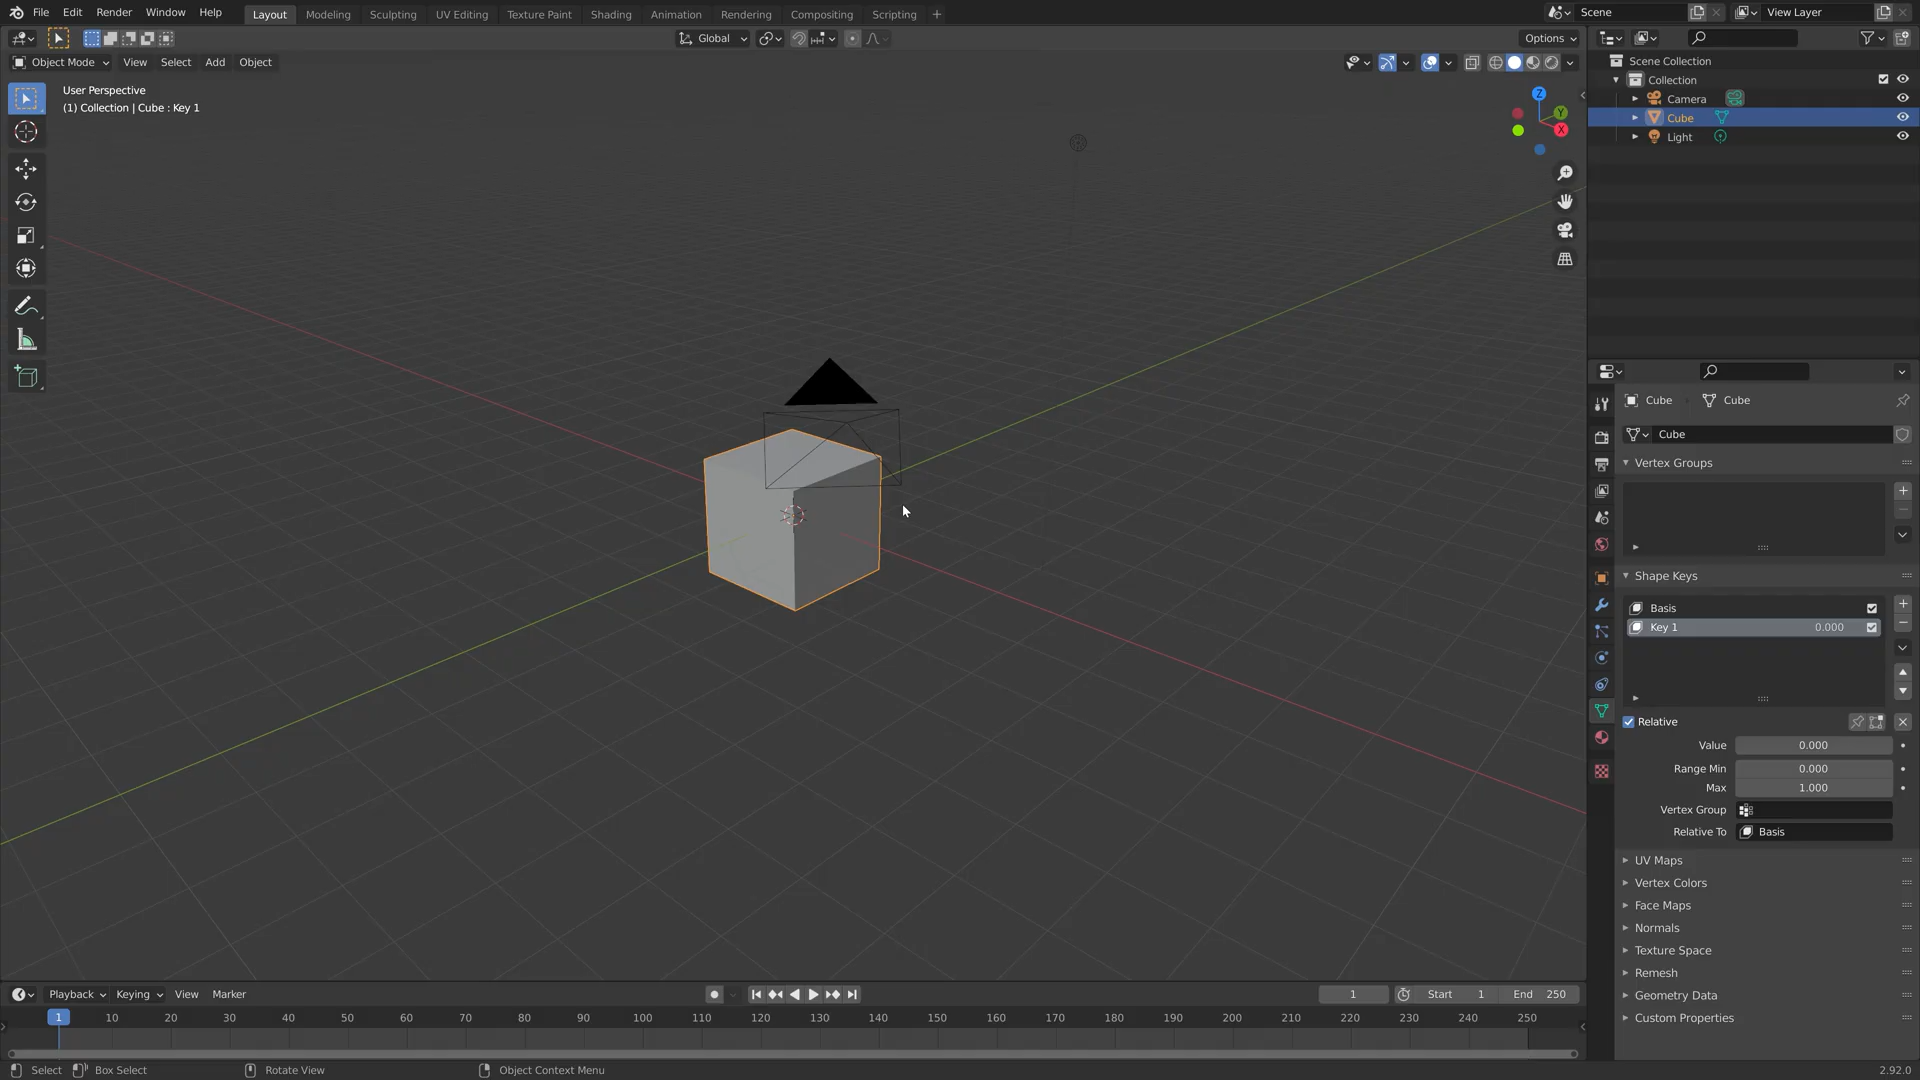 File Edit Render Window Help
Layout Modeling Sculpting UV Editing Texture Paint Shading Animation Rendering Compositing Scripting +
Scene
View Layer
Global
Options
Object Mode View Select Add Object
User Perspective
(1) Collection | Cube : Key 1
Z
Y
X
Scene Collection
Collection
Camera
Cube
Light
Cube Cube
Cube
Vertex Groups
Shape Keys
Basis
Key 1 0.000
Relative
Value 0.000
Range Min 0.000
Max 1.000
Vertex Group
Relative To Basis
UV Maps
Vertex Colors
Face Maps
Normals
Texture Space
Remesh
Geometry Data
Custom Properties
Playback Keying View Marker
1
Start 1
End 250
1 10 20 30 40 50 60 70 80 90 100 110 120 130 140 150 160 170 180 190 200 210 220 230 240 250
Select Box Select Rotate View Object Context Menu
2.92.0